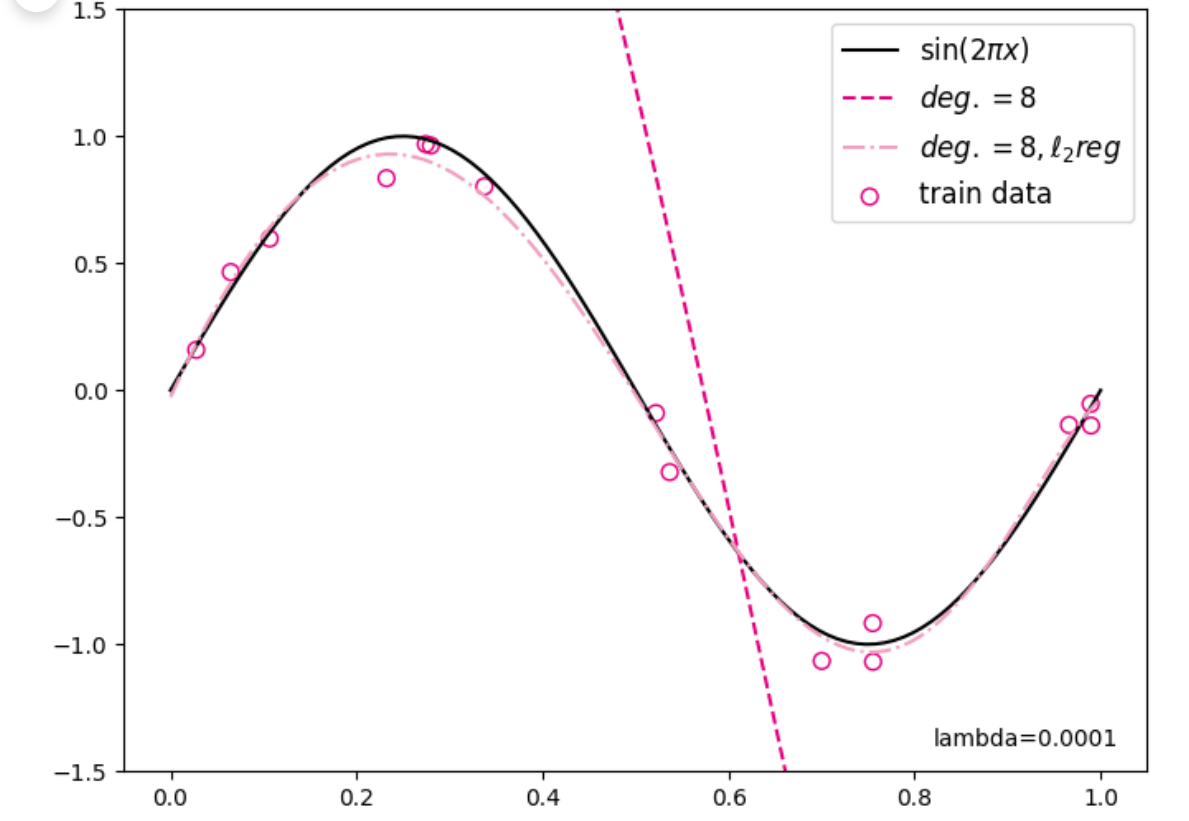 1.5
1.0
0.5
0.0
−0.5
−1.0
−1.5
sin(2πx)
deg. = 8
deg. = 8, ℓ₂reg
train data
lambda=0.0001
0.0 0.2 0.4 0.6 0.8 1.0